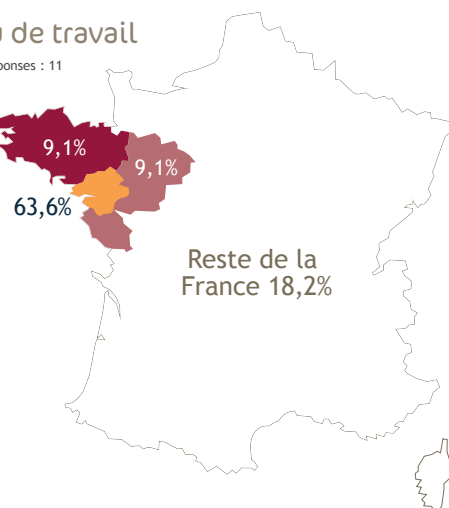 de travail
ponses : 11
9,1%
9,1%
63,6%
Reste de la
France 18,2%